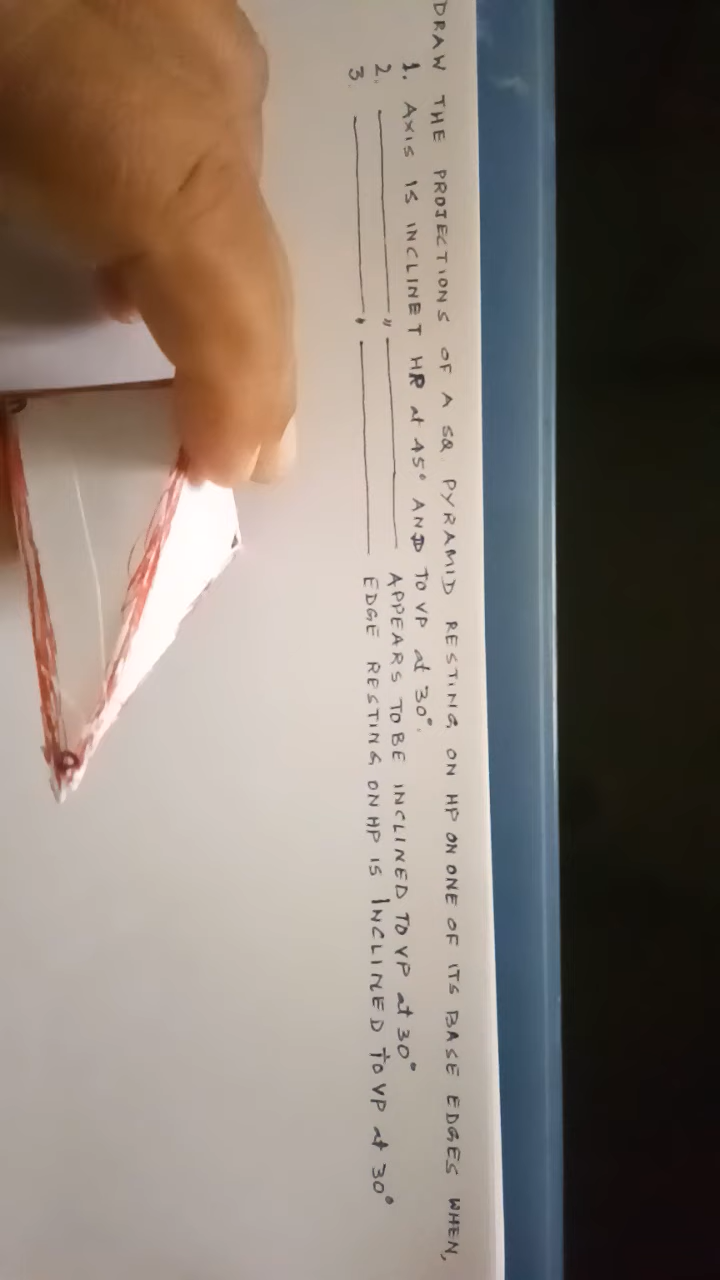 DRAW THE PROJECTIONS OF A SQ. PYRAMID RESTING ON HP ON ONE OF ITS BASE EDGES WHEN,
1. AXIS IS INCLINET HP at 45° AND TO VP at 30°.
2. ——— " ——— APPEARS TO BE INCLINED TO VP at 30°
3. ——— " ——— EDGE RESTING ON HP IS INCLINED TO VP at 30°